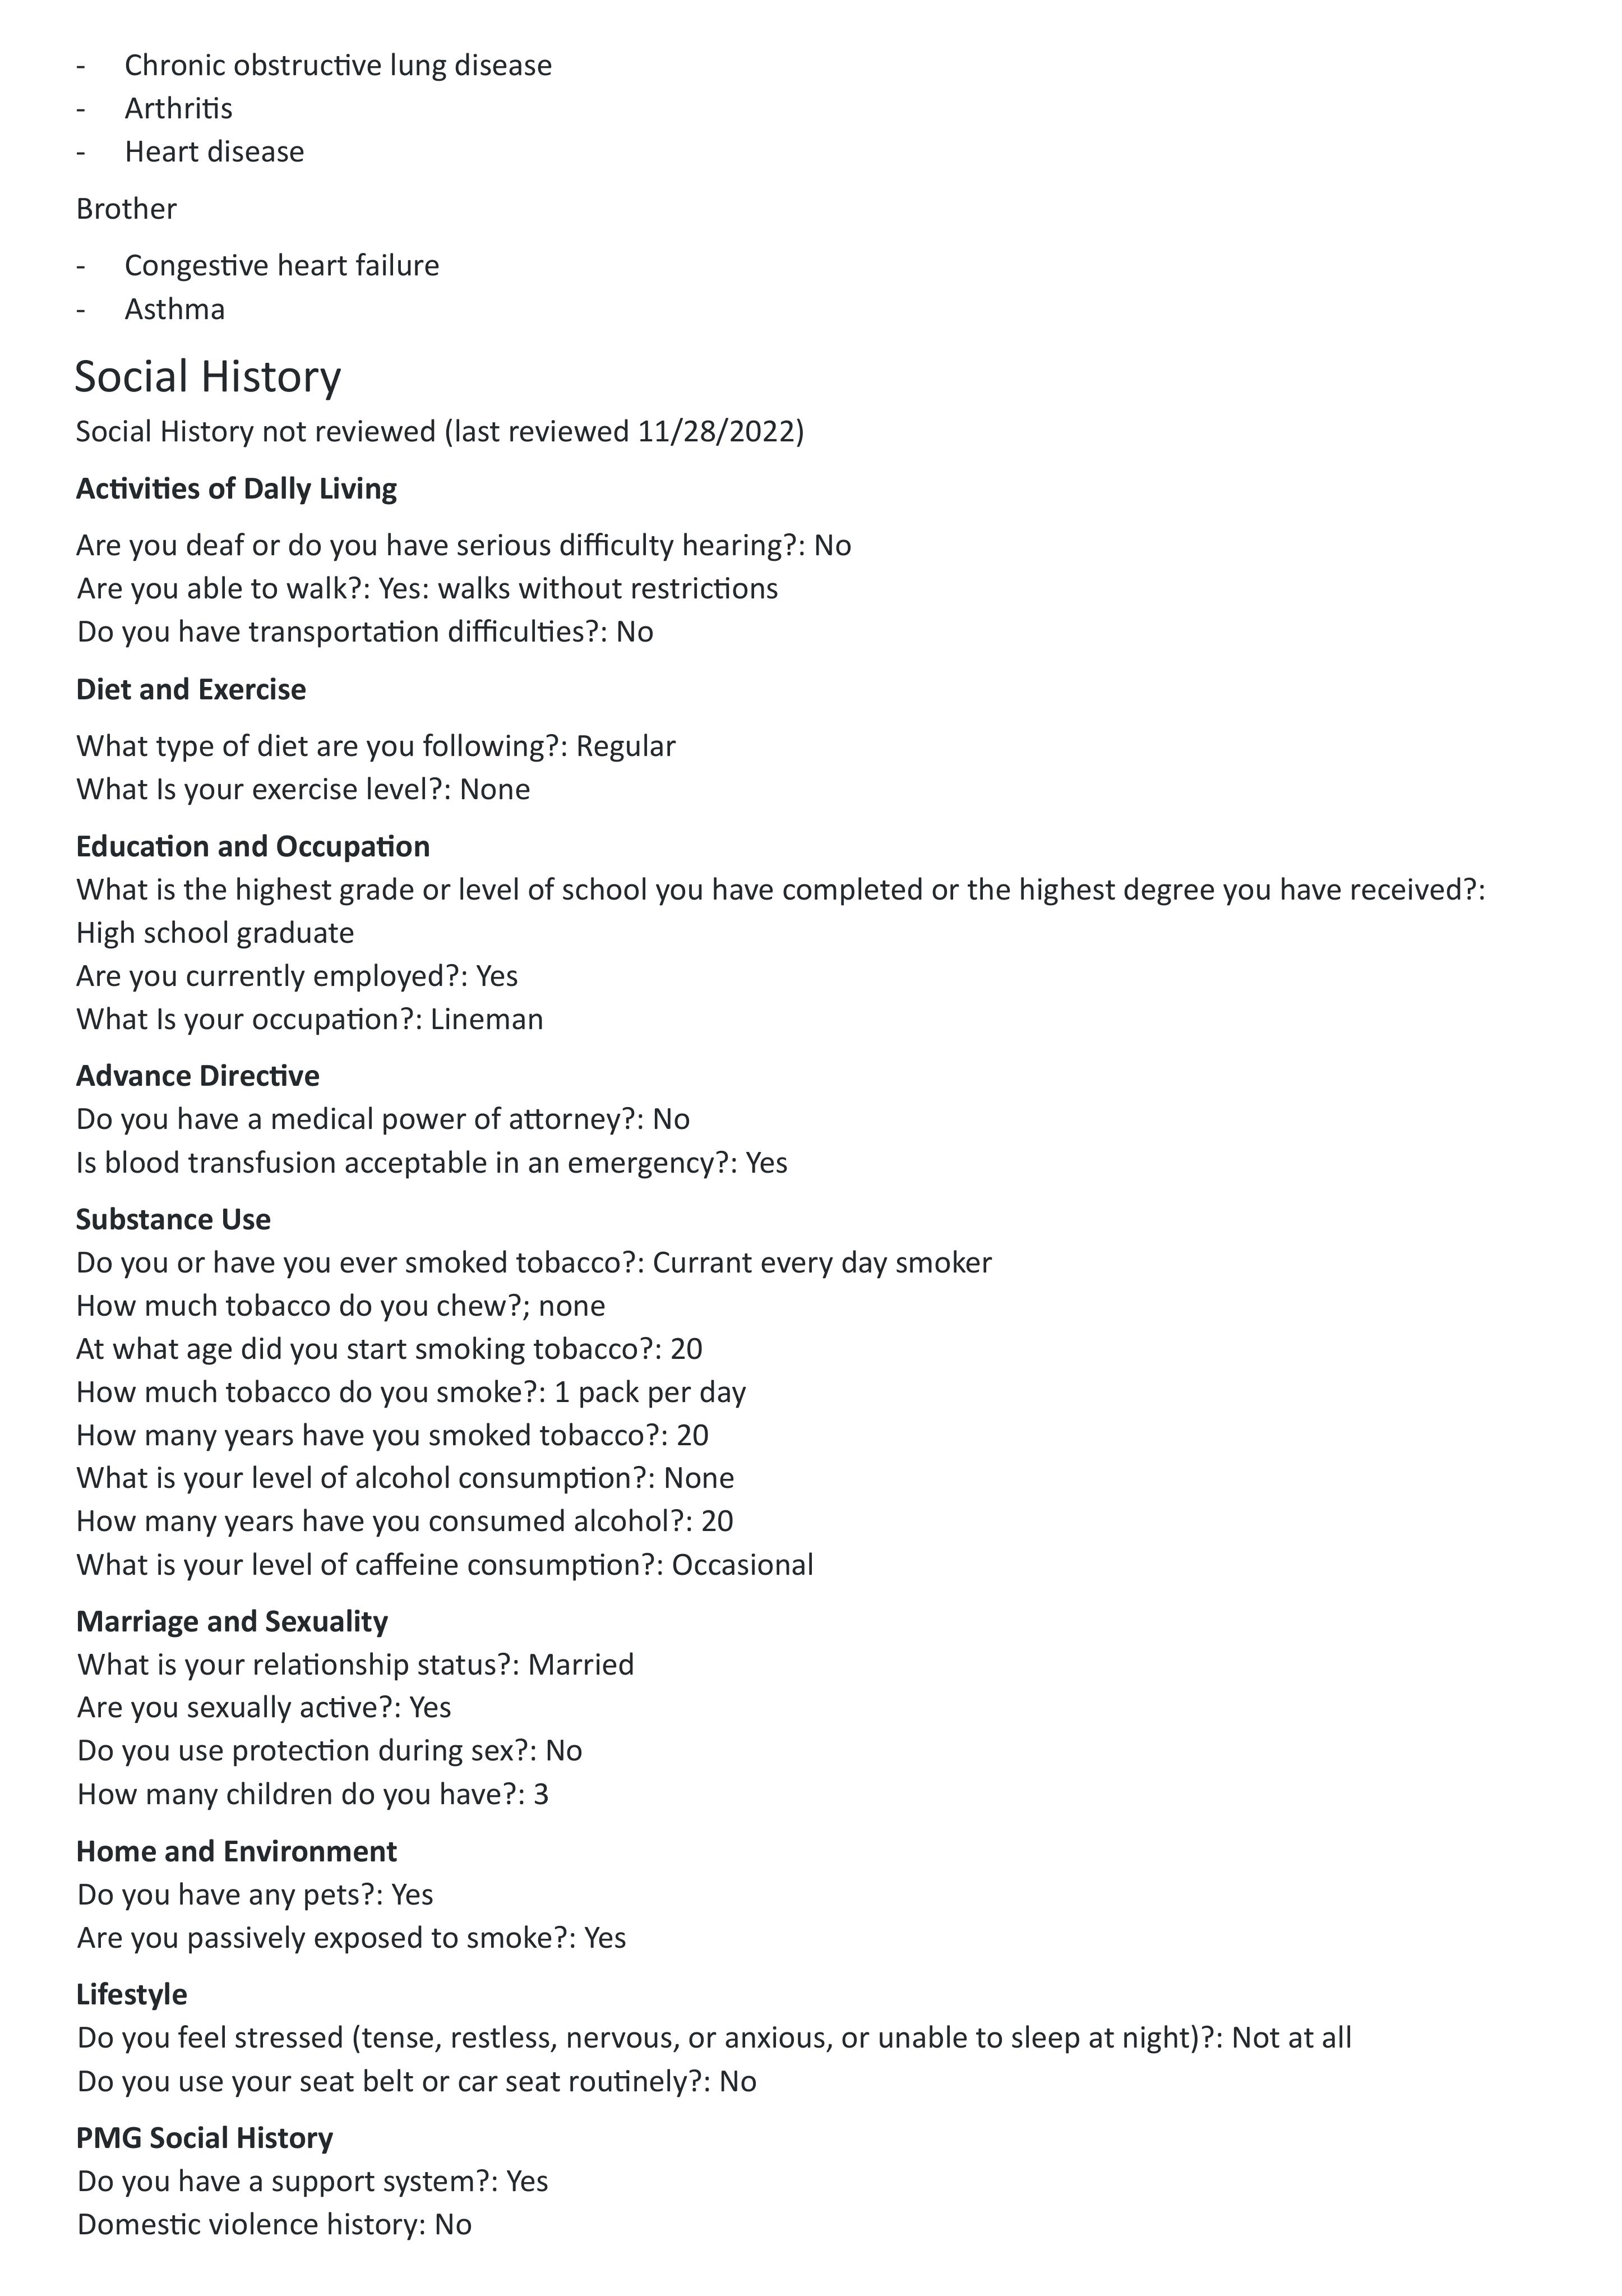 - Chronic obstructive lung disease
- Arthritis
- Heart disease
Brother
- Congestive heart failure
- Asthma
Social History
Social History not reviewed (last reviewed 11/28/2022)
Activities of Dally Living
Are you deaf or do you have serious difficulty hearing?: No
Are you able to walk?: Yes: walks without restrictions
Do you have transportation difficulties?: No
Diet and Exercise
What type of diet are you following?: Regular
What Is your exercise level?: None
Education and Occupation
What is the highest grade or level of school you have completed or the highest degree you have received?:
High school graduate
Are you currently employed?: Yes
What Is your occupation?: Lineman
Advance Directive
Do you have a medical power of attorney?: No
Is blood transfusion acceptable in an emergency?: Yes
Substance Use
Do you or have you ever smoked tobacco?: Currant every day smoker
How much tobacco do you chew?; none
At what age did you start smoking tobacco?: 20
How much tobacco do you smoke?: 1 pack per day
How many years have you smoked tobacco?: 20
What is your level of alcohol consumption?: None
How many years have you consumed alcohol?: 20
What is your level of caffeine consumption?: Occasional
Marriage and Sexuality
What is your relationship status?: Married
Are you sexually active?: Yes
Do you use protection during sex?: No
How many children do you have?: 3
Home and Environment
Do you have any pets?: Yes
Are you passively exposed to smoke?: Yes
Lifestyle
Do you feel stressed (tense, restless, nervous, or anxious, or unable to sleep at night)?: Not at all
Do you use your seat belt or car seat routinely?: No
PMG Social History
Do you have a support system?: Yes
Domestic violence history: No